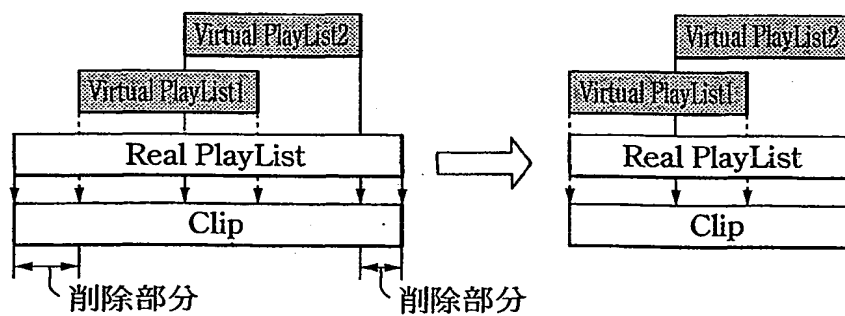 Virtual PlayList2
Virtual PlayList1
Real PlayList
Clip
削除部分
削除部分
Virtual PlayList2
Virtual PlayList1
Real PlayList
Clip